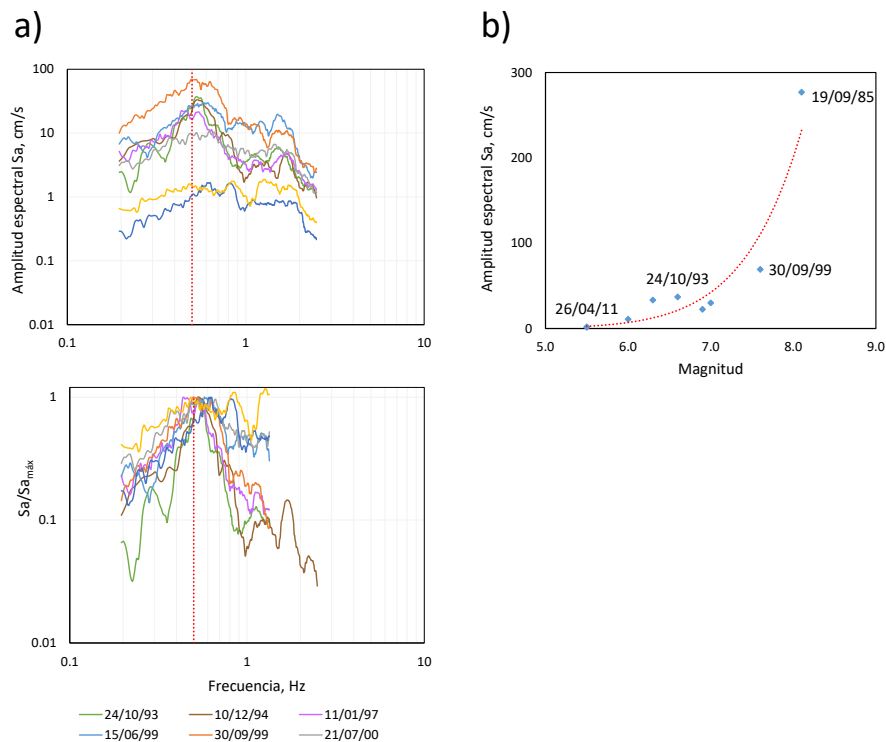 a)
Amplitud espectral Sa, cm/s
100
10
1
0.1
0.01
0.1 1 10
Sa/Samáx
1
0.1
0.01
0.1 1 10
Frecuencia, Hz
24/10/93 10/12/94 11/01/97
15/06/99 30/09/99 21/07/00
b)
Amplitud espectral Sa, cm/s
300
200
100
0
19/09/85
24/10/93
30/09/99
26/04/11
5.0 6.0 7.0 8.0 9.0
Magnitud